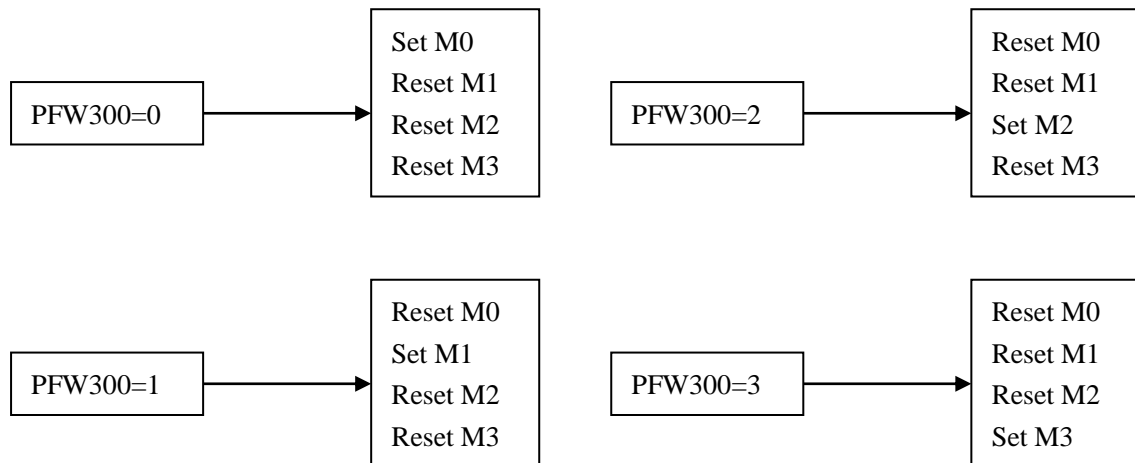 PFW300=0
Set M0
Reset M1
Reset M2
Reset M3
PFW300=2
Reset M0
Reset M1
Set M2
Reset M3
PFW300=1
Reset M0
Set M1
Reset M2
Reset M3
PFW300=3
Reset M0
Reset M1
Reset M2
Set M3